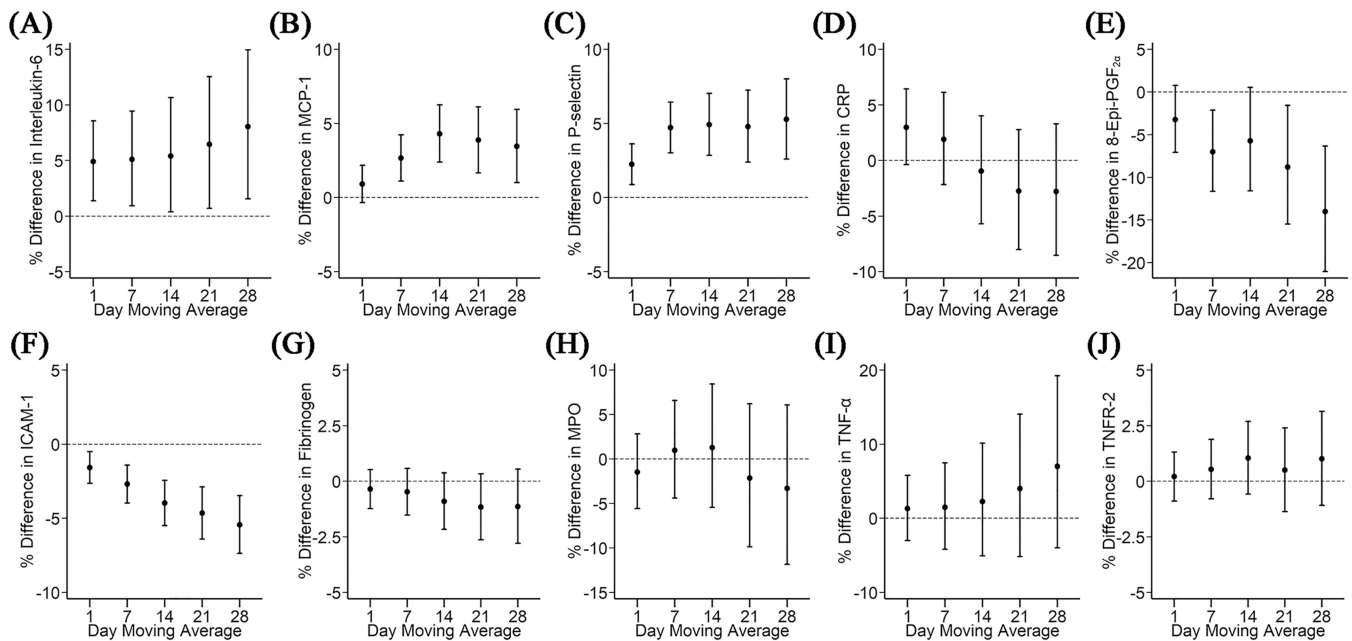 (A)
% Difference in Interleukin-6
15
10
5
0
-5
1 7 14 21 28
Day Moving Average
(B)
% Difference in MCP-1
10
5
0
-5
1 7 14 21 28
Day Moving Average
(C)
% Difference in P-selectin
10
5
0
-5
1 7 14 21 28
Day Moving Average
(D)
% Difference in CRP
10
5
0
-5
-10
1 7 14 21 28
Day Moving Average
(E)
% Difference in 8-Epi-PGF2α
5
0
-5
-10
-15
-20
1 7 14 21 28
Day Moving Average
(F)
% Difference in ICAM-1
5
0
-5
-10
1 7 14 21 28
Day Moving Average
(G)
% Difference in Fibrinogen
5
2.5
0
-2.5
-5
1 7 14 21 28
Day Moving Average
(H)
% Difference in MPO
10
5
0
-5
-10
-15
1 7 14 21 28
Day Moving Average
(I)
% Difference in TNF-α
20
10
0
-10
1 7 14 21 28
Day Moving Average
(J)
% Difference in TNFR-2
5
2.5
0
-2.5
-5
1 7 14 21 28
Day Moving Average